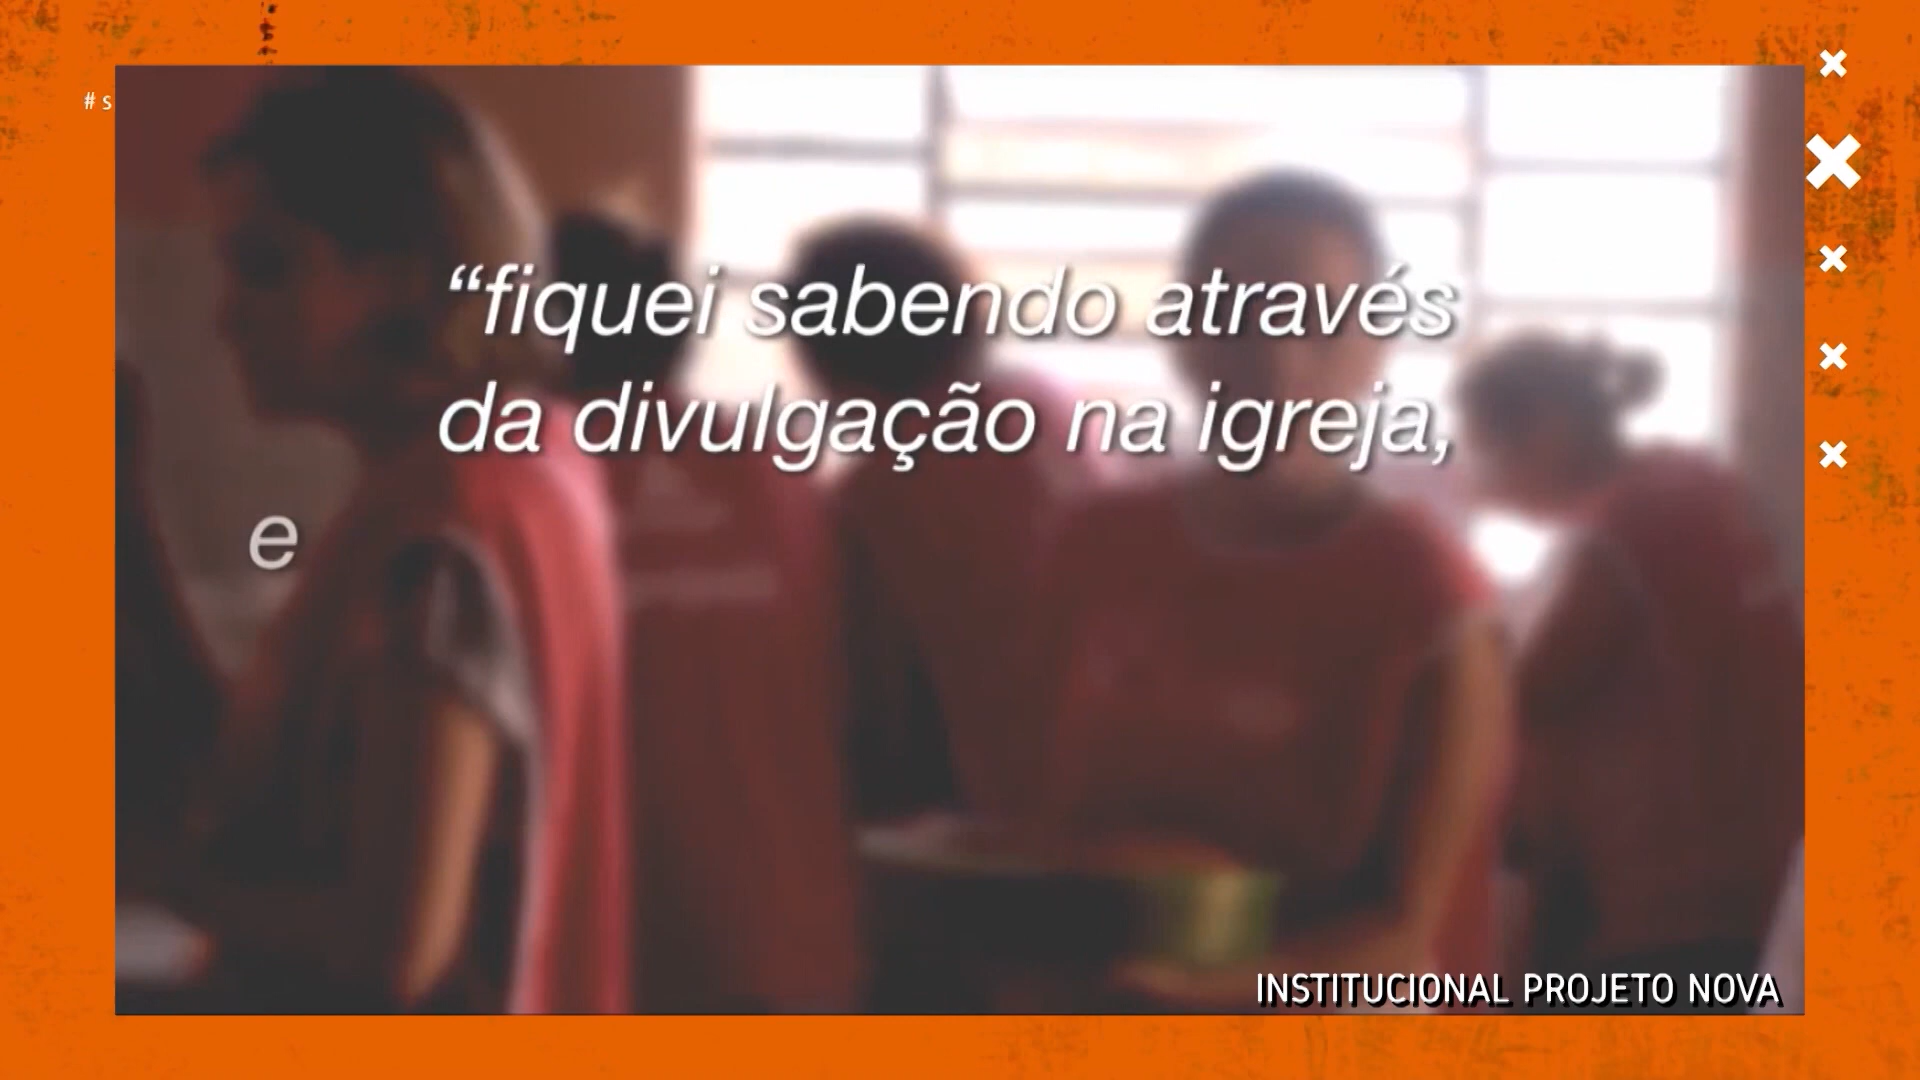 # s
“fiquei sabendo através
da divulgação na igreja,
e
INSTITUCIONAL PROJETO NOVA